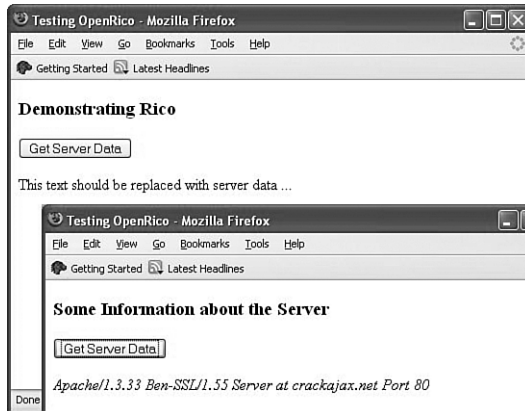 Testing OpenRico - Mozilla Firefox
File Edit View Go Bookmarks Tools Help
Getting Started Latest Headlines
Demonstrating Rico
Get Server Data
This text should be replaced with server data ...
Testing OpenRico - Mozilla Firefox
File Edit View Go Bookmarks Tools Help
Getting Started Latest Headlines
Some Information about the Server
Get Server Data
Apache/1.3.33 Ben-SSL/1.55 Server at crackajax.net Port 80
Done